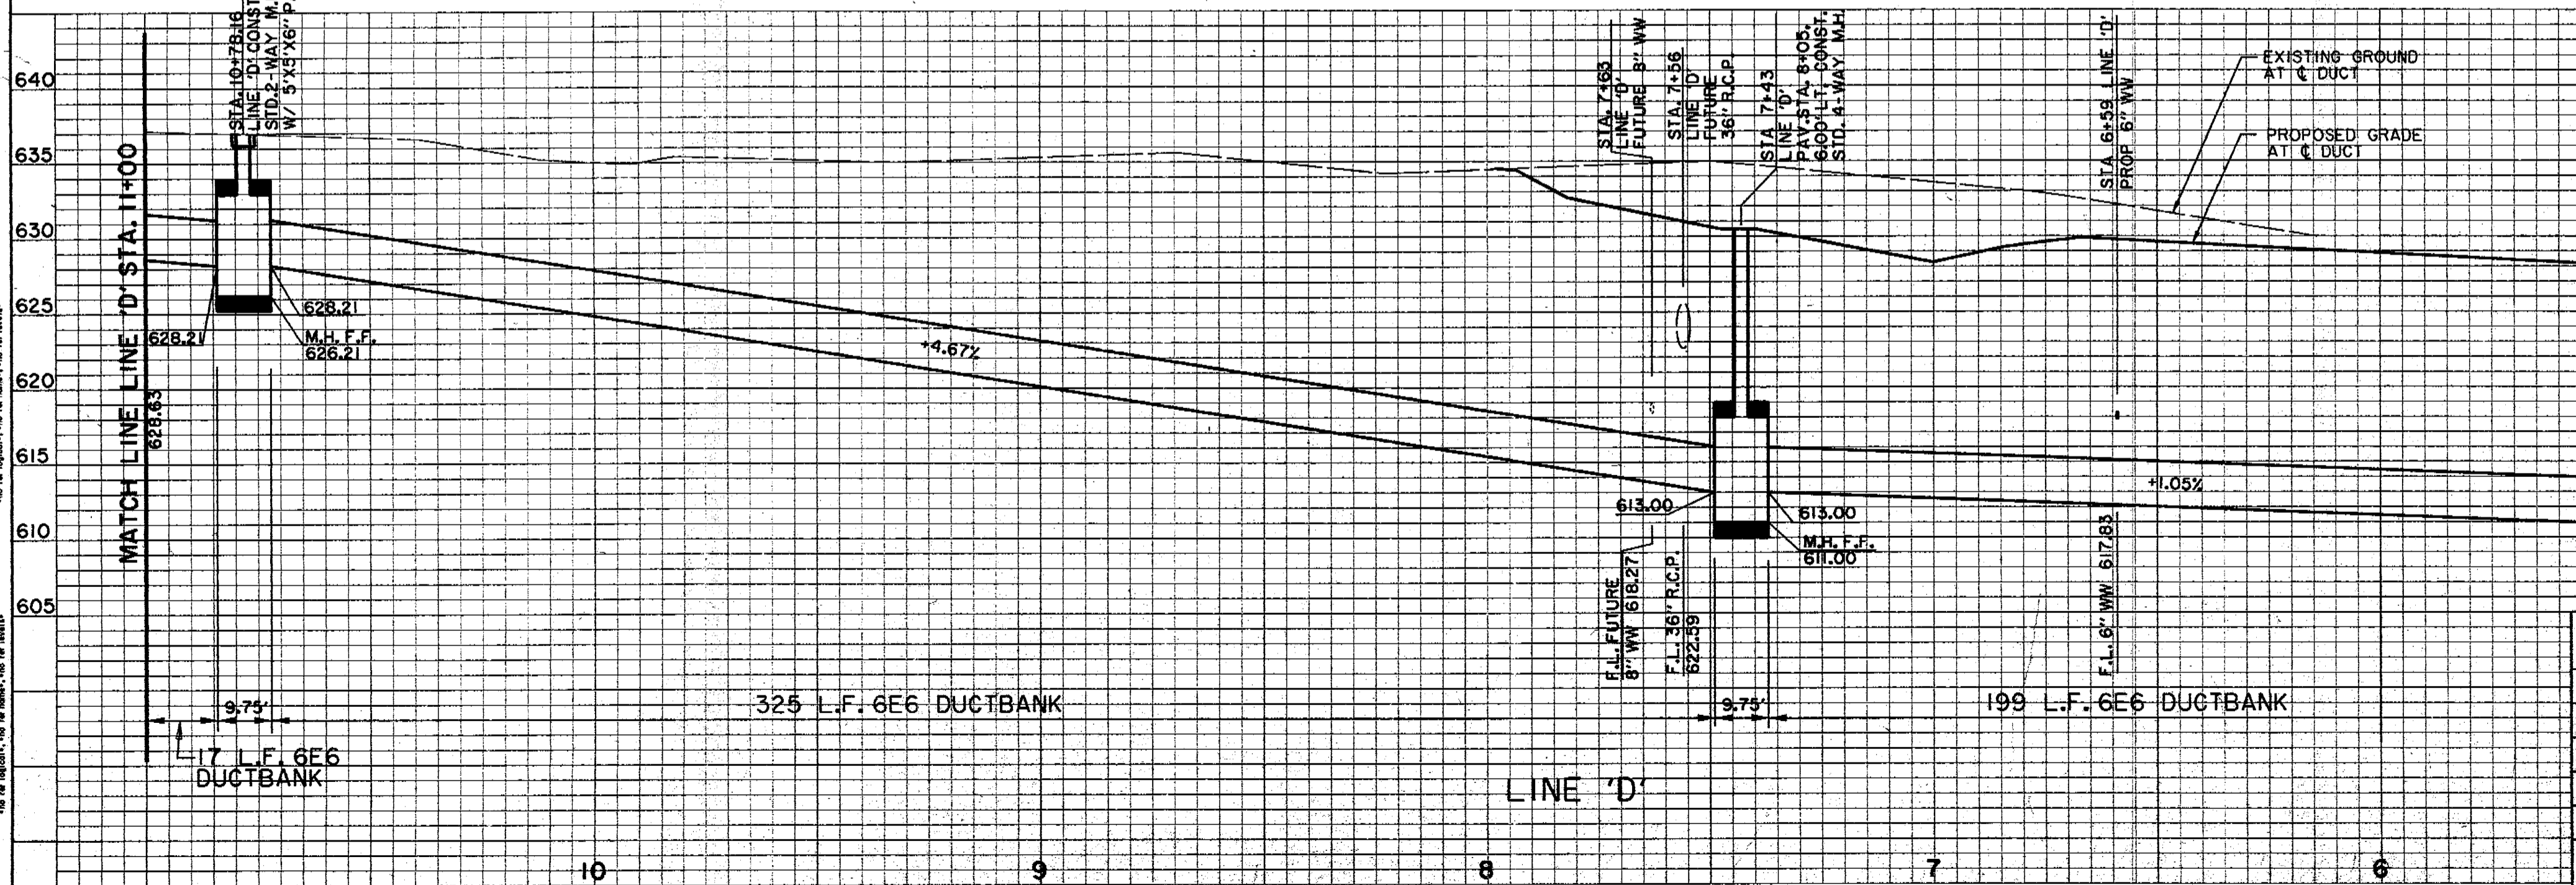 640
635
630
625
620
615
610
605
MATCH LINE LINE 'D' STA. 11+00
628.63
STA. 10+78.16
LINE 'D' CONST.
STD. 2-WAY M.
W/ 5'X5'X6" P.
628.21
628.21
M.H. F.F.
626.21
+4.67%
STA. 7+63
LINE 'D'
FUTURE 8" WW
STA. 7+56
LINE 'D'
FUTURE
36" R.C.P.
STA 7+43
LINE 'D'
PAV.STA. 8+05,
6.00' LT. CONST.
STD. 4-WAY M.H.
STA 6+59 LINE 'D'
PROP 6" WW
EXISTING GROUND
AT ℄ DUCT
PROPOSED GRADE
AT ℄ DUCT
613.00
613.00
M.H. F.F.
611.00
+1.05%
F.L. FUTURE
8" WW 618.27
F.L. 36" R.C.P.
622.59
F.L. 6" WW 617.83
9.75'
17 L.F. 6E6
DUCTBANK
325 L.F. 6E6 DUCTBANK
9.75'
199 L.F. 6E6 DUCTBANK
LINE 'D'
10
9
8
7
6